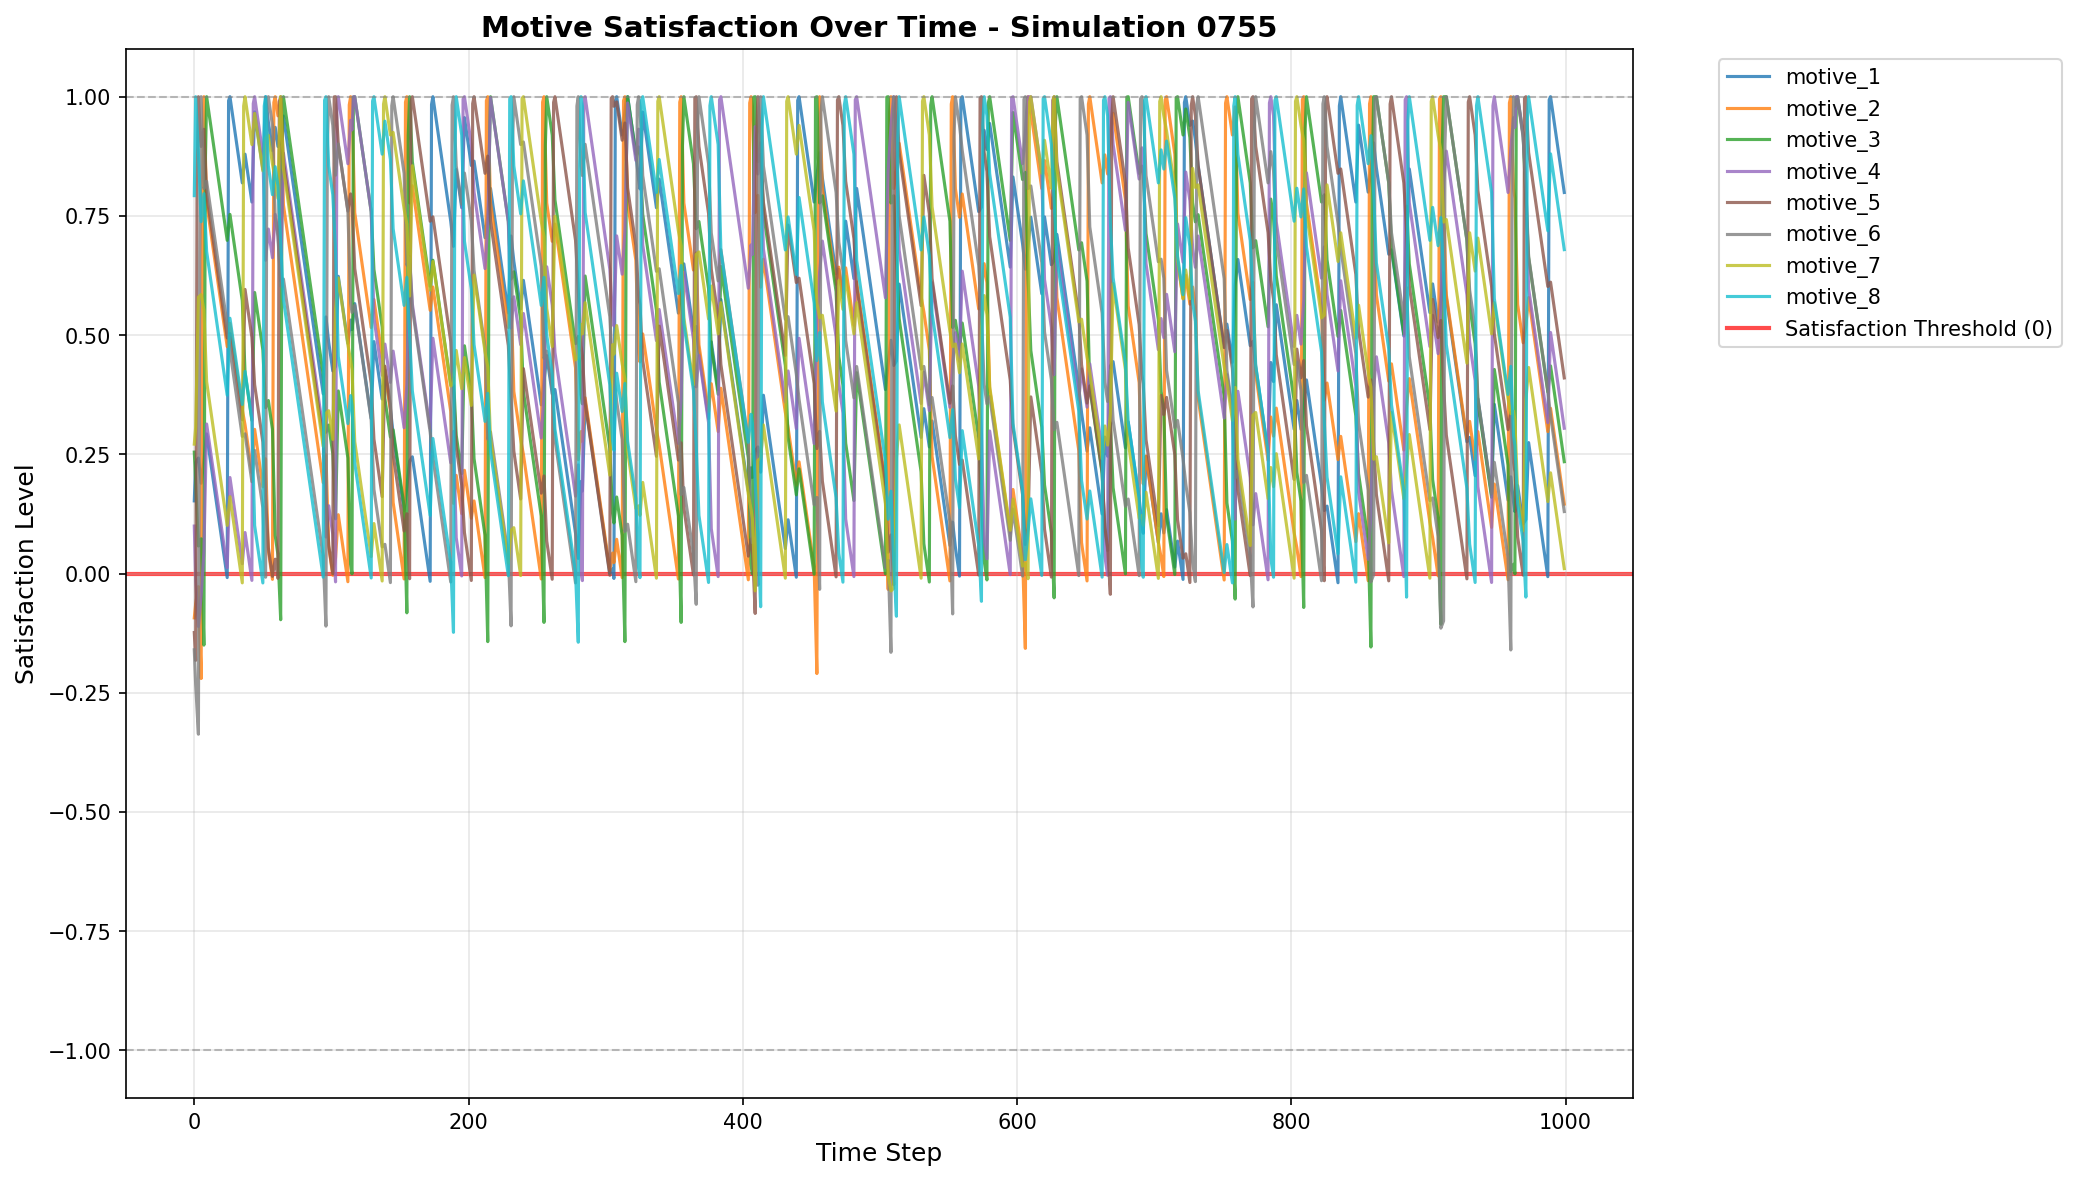 Motive Satisfaction Over Time - Simulation 0755
Satisfaction Level
1.00
0.75
0.50
0.25
0.00
−0.25
−0.50
−0.75
−1.00
0
200
400
600
800
1000
Time Step
motive_1
motive_2
motive_3
motive_4
motive_5
motive_6
motive_7
motive_8
Satisfaction Threshold (0)